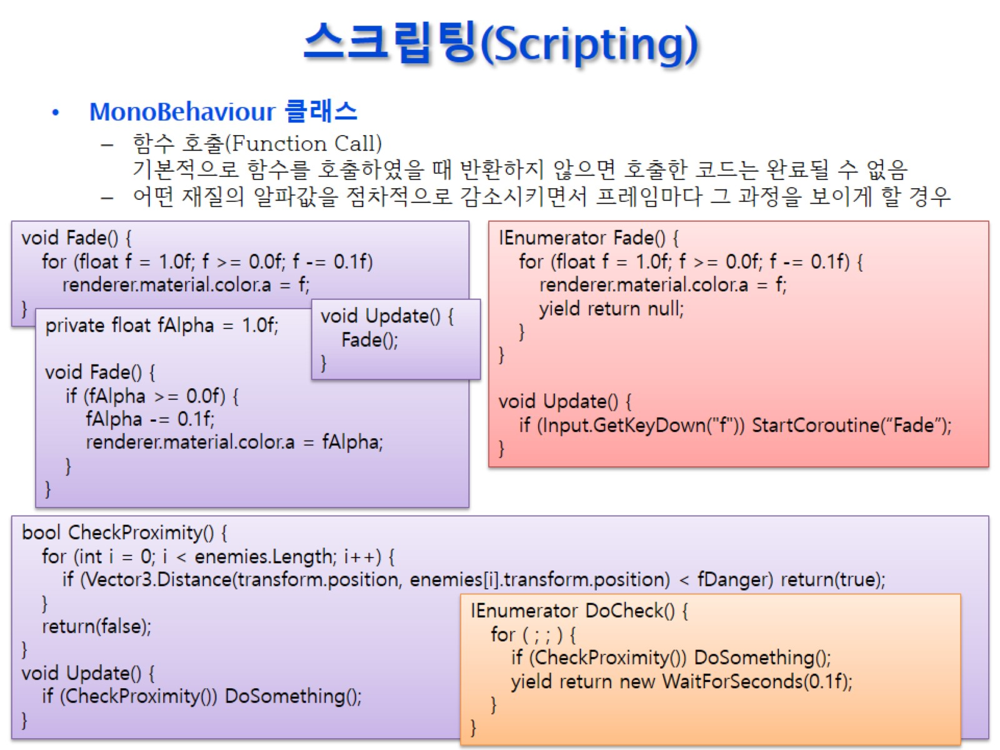 스크립팅(Scripting)
• MonoBehaviour 클래스
– 함수 호출(Function Call)
기본적으로 함수를 호출하였을 때 반환하지 않으면 호출한 코드는 완료될 수 없음
– 어떤 재질의 알파값을 점차적으로 감소시키면서 프레임마다 그 과정을 보이게 할 경우
void Fade() {
for (float f = 1.0f; f >= 0.0f; f -= 0.1f)
renderer.material.color.a = f;
}
private float fAlpha = 1.0f;
void Fade() {
if (fAlpha >= 0.0f) {
fAlpha -= 0.1f;
renderer.material.color.a = fAlpha;
}
}
void Update() {
Fade();
}
IEnumerator Fade() {
for (float f = 1.0f; f >= 0.0f; f -= 0.1f) {
renderer.material.color.a = f;
yield return null;
}
}
void Update() {
if (Input.GetKeyDown("f")) StartCoroutine(“Fade”);
}
bool CheckProximity() {
for (int i = 0; i < enemies.Length; i++) {
if (Vector3.Distance(transform.position, enemies[i].transform.position) < fDanger) return(true);
}
return(false);
}
void Update() {
if (CheckProximity()) DoSomething();
}
IEnumerator DoCheck() {
for ( ; ; ) {
if (CheckProximity()) DoSomething();
yield return new WaitForSeconds(0.1f);
}
}